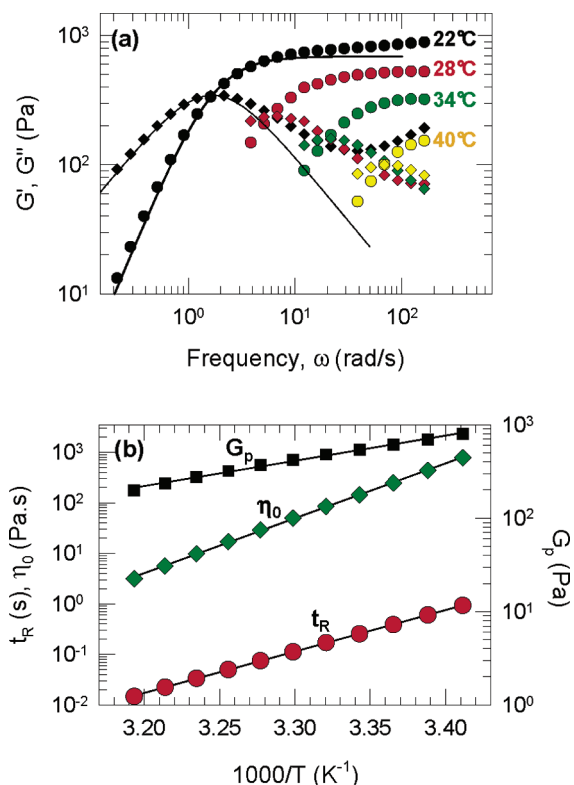 (a)
22°C
28°C
34°C
40°C
10³
10²
10¹
G', G" (Pa)
10⁰ 10¹ 10²
Frequency, ω (rad/s)
(b)
Gₚ
η₀
t_R
10³
10²
10¹
10⁰
10⁻¹
10⁻²
t_R (s), η₀ (Pa.s)
10³
10²
10¹
10⁰
Gₚ (Pa)
3.20 3.25 3.30 3.35 3.40
1000/T (K⁻¹)